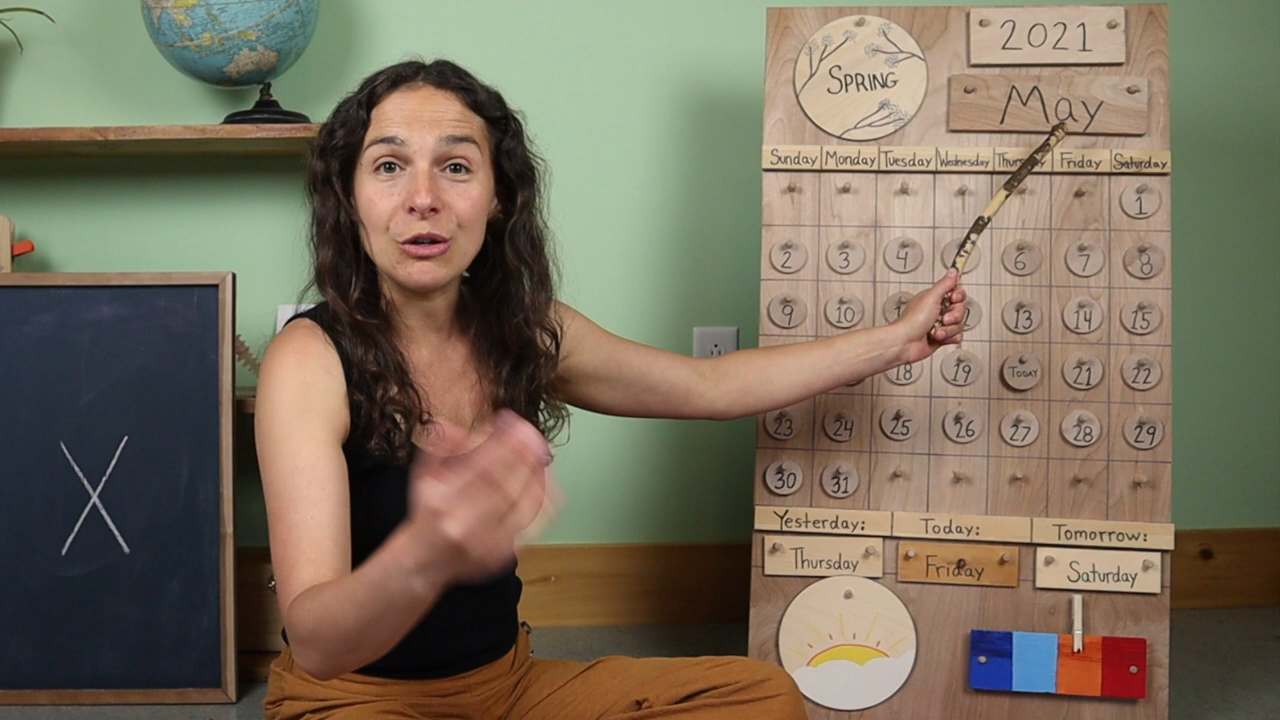 2021
SPRING
May
Sunday Monday Tuesday Wednesday Thurs Friday Saturday
1
2 3 4 6 7 8
9 10 13 14 15
18 19 TODAY 21 22
23 24 25 26 27 28 29
30 31
Yesterday: Today: Tomorrow:
Thursday Friday Saturday
X